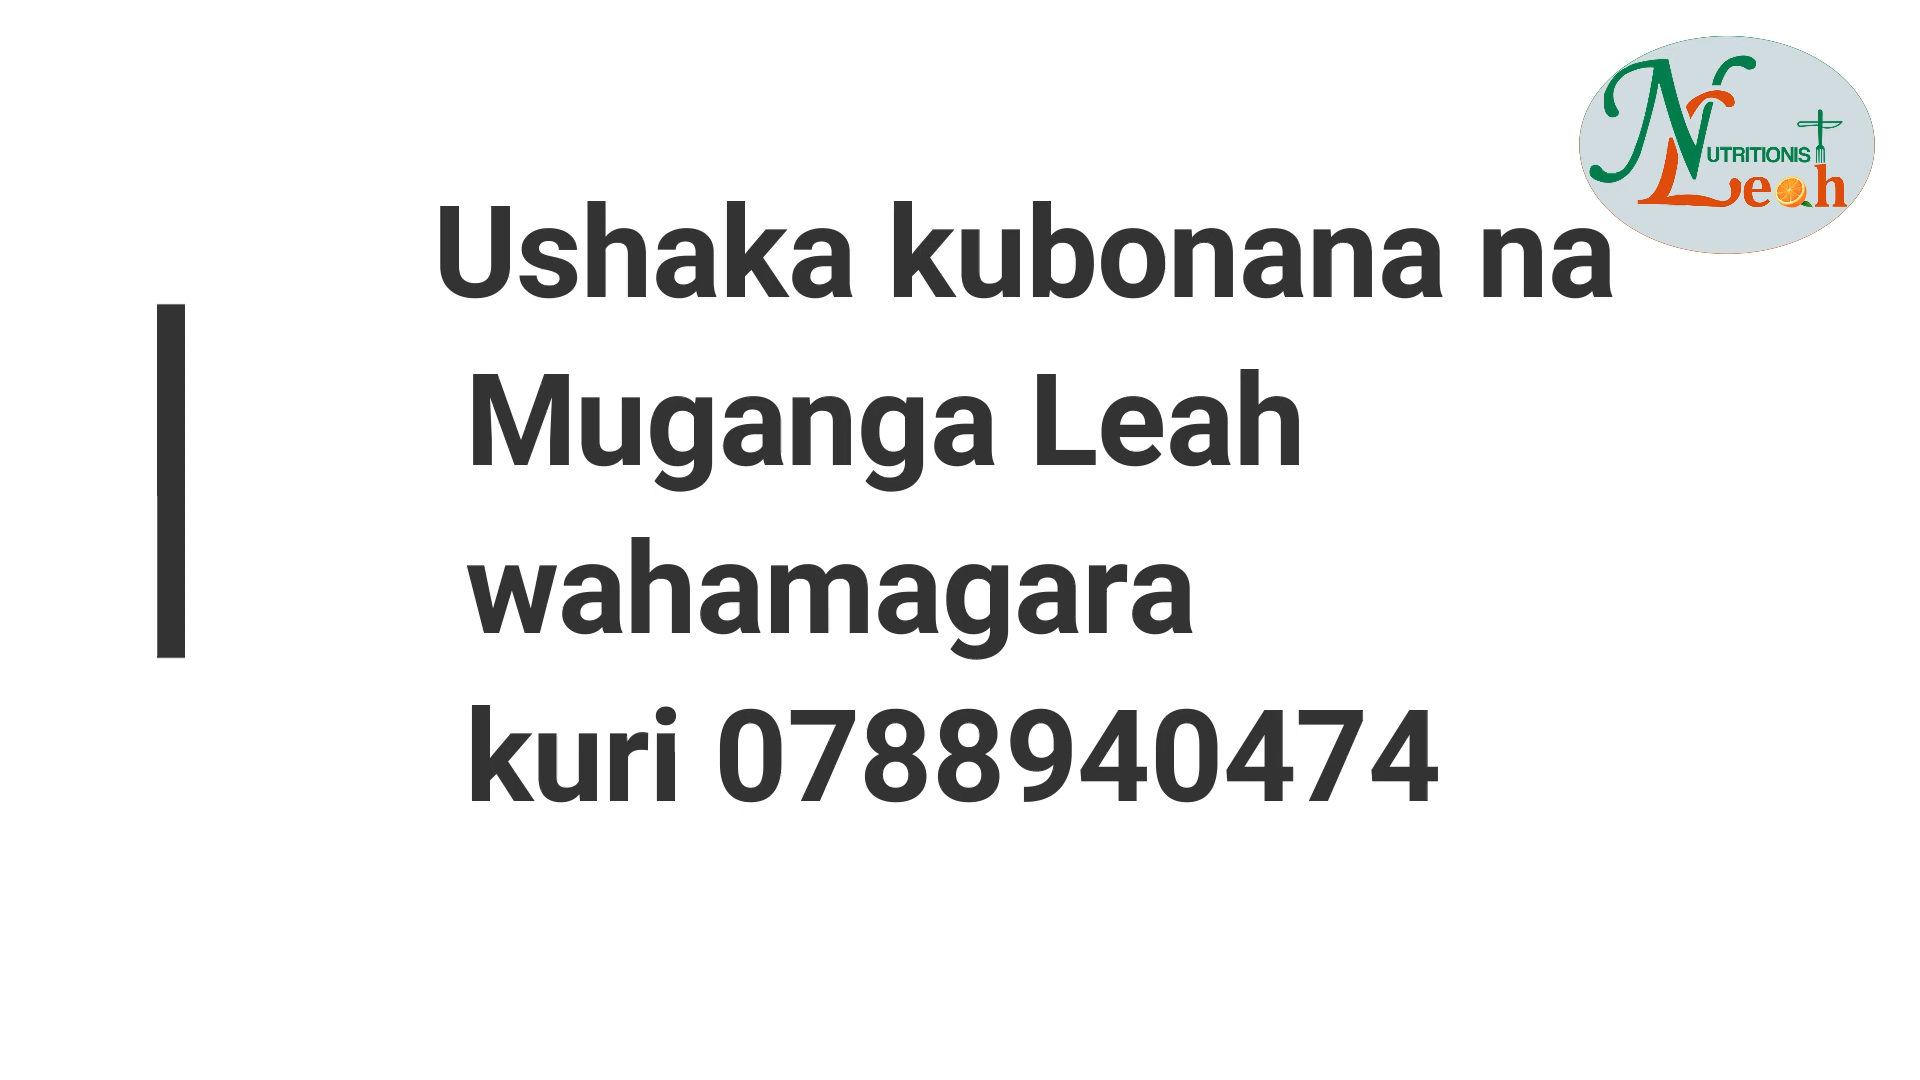 Nutritionist
Leah
Ushaka kubonana na
Muganga Leah
wahamagara
kuri 0788940474